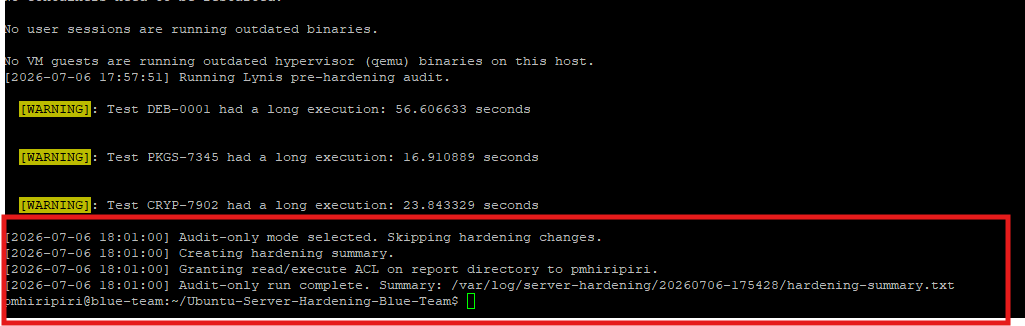 No user sessions are running outdated binaries.
No VM guests are running outdated hypervisor (qemu) binaries on this host.
[2026-07-06 17:57:51] Running Lynis pre-hardening audit.
[WARNING]: Test DEB-0001 had a long execution: 56.606633 seconds
[WARNING]: Test PKGS-7345 had a long execution: 16.910889 seconds
[WARNING]: Test CRYP-7902 had a long execution: 23.843329 seconds
[2026-07-06 18:01:00] Audit-only mode selected. Skipping hardening changes.
[2026-07-06 18:01:00] Creating hardening summary.
[2026-07-06 18:01:00] Granting read/execute ACL on report directory to pmhiripiri.
[2026-07-06 18:01:00] Audit-only run complete. Summary: /var/log/server-hardening/20260706-175428/hardening-summary.txt
pmhiripiri@blue-team:~/Ubuntu-Server-Hardening-Blue-Team$